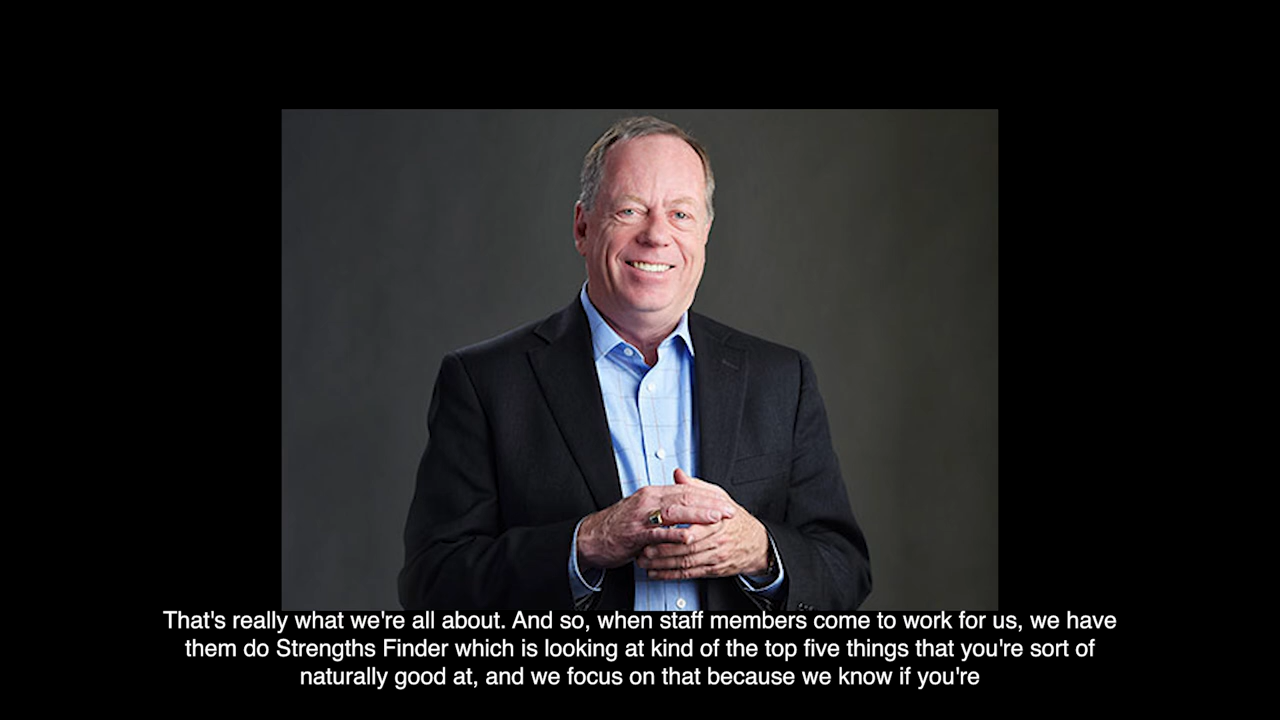 That's really what we're all about. And so, when staff members come to work for us, we have
them do Strengths Finder which is looking at kind of the top five things that you're sort of
naturally good at, and we focus on that because we know if you're